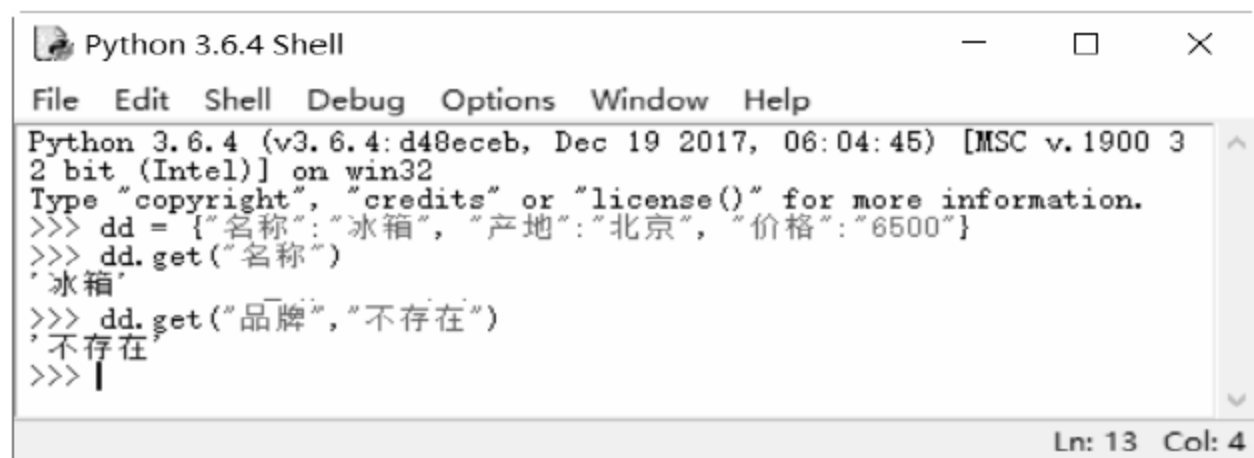 Python 3.6.4 Shell
File Edit Shell Debug Options Window Help
Python 3.6.4 (v3.6.4:d48eceb, Dec 19 2017, 06:04:45) [MSC v.1900 3
2 bit (Intel)] on win32
Type "copyright", "credits" or "license()" for more information.
>>> dd = {"名称":"冰箱", "产地":"北京", "价格":"6500"}
>>> dd.get("名称")
'冰箱'
>>> dd.get("品牌","不存在")
'不存在'
>>>
Ln: 13 Col: 4